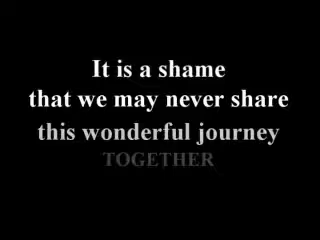 It is a shame
that we may never share
this wonderful journey
TOGETHER